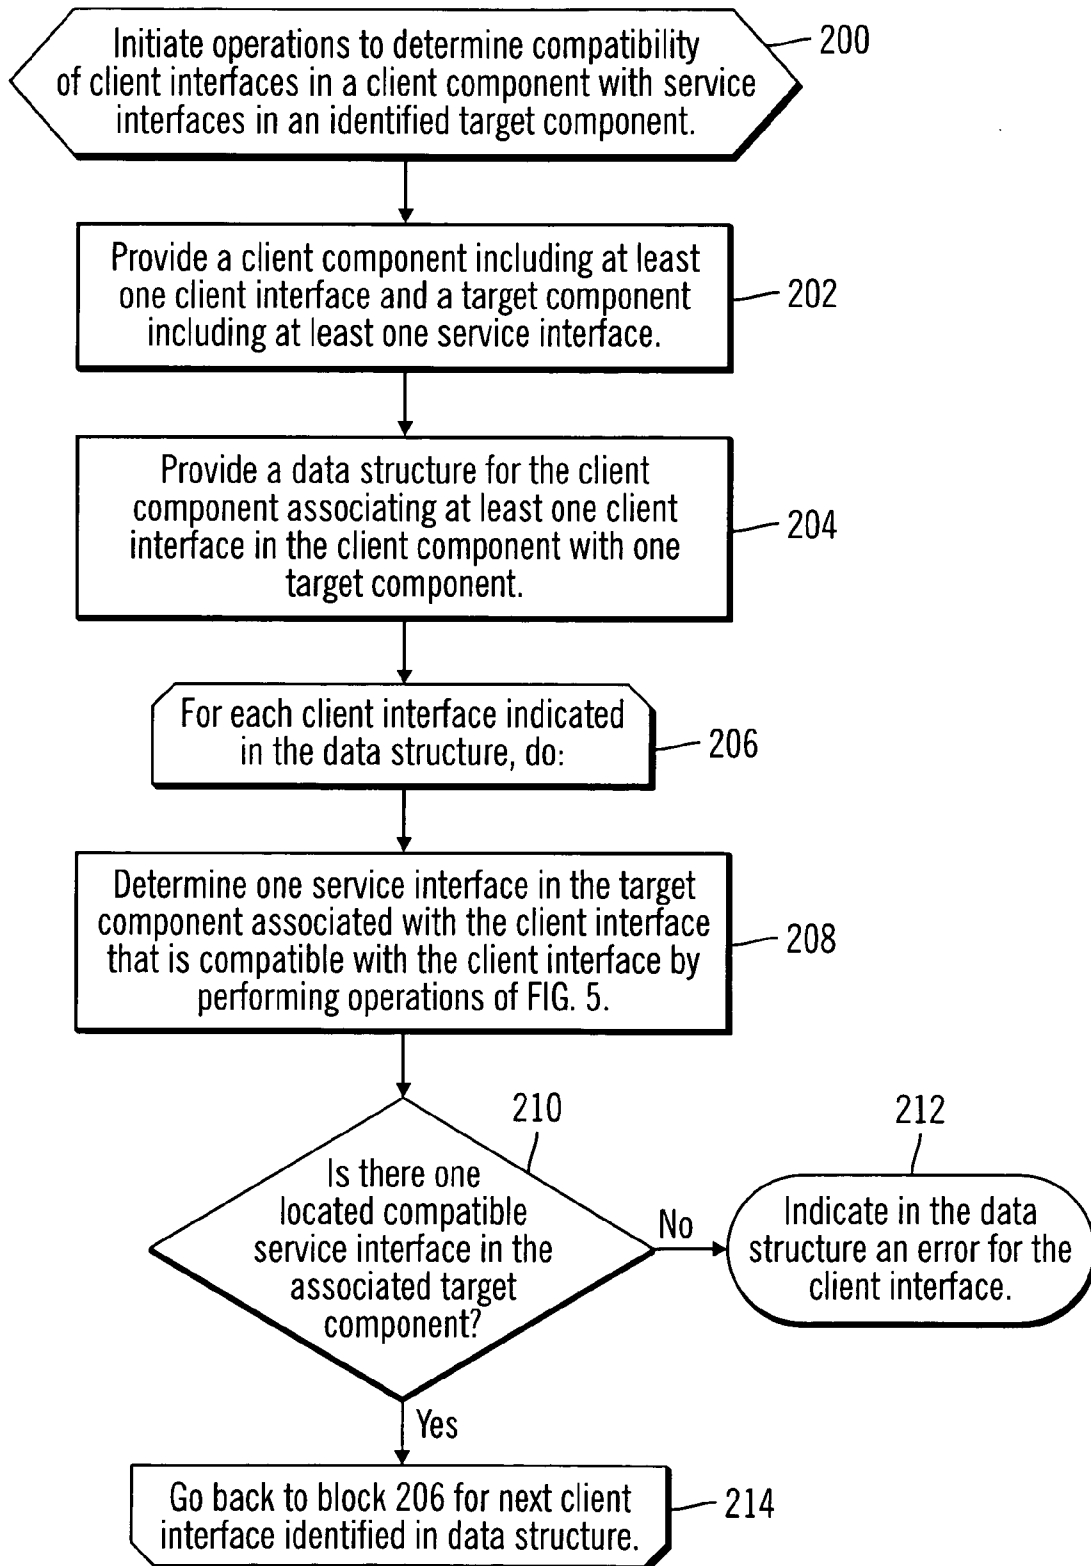 Initiate operations to determine compatibility
of client interfaces in a client component with service
interfaces in an identified target component.
200
Provide a client component including at least
one client interface and a target component
including at least one service interface.
202
Provide a data structure for the client
component associating at least one client
interface in the client component with one
target component.
204
For each client interface indicated
in the data structure, do:
206
Determine one service interface in the target
component associated with the client interface
that is compatible with the client interface by
performing operations of FIG. 5.
208
210
Is there one
located compatible
service interface in the
associated target
component?
No
212
Indicate in the data
structure an error for the
client interface.
Yes
Go back to block 206 for next client
interface identified in data structure.
214